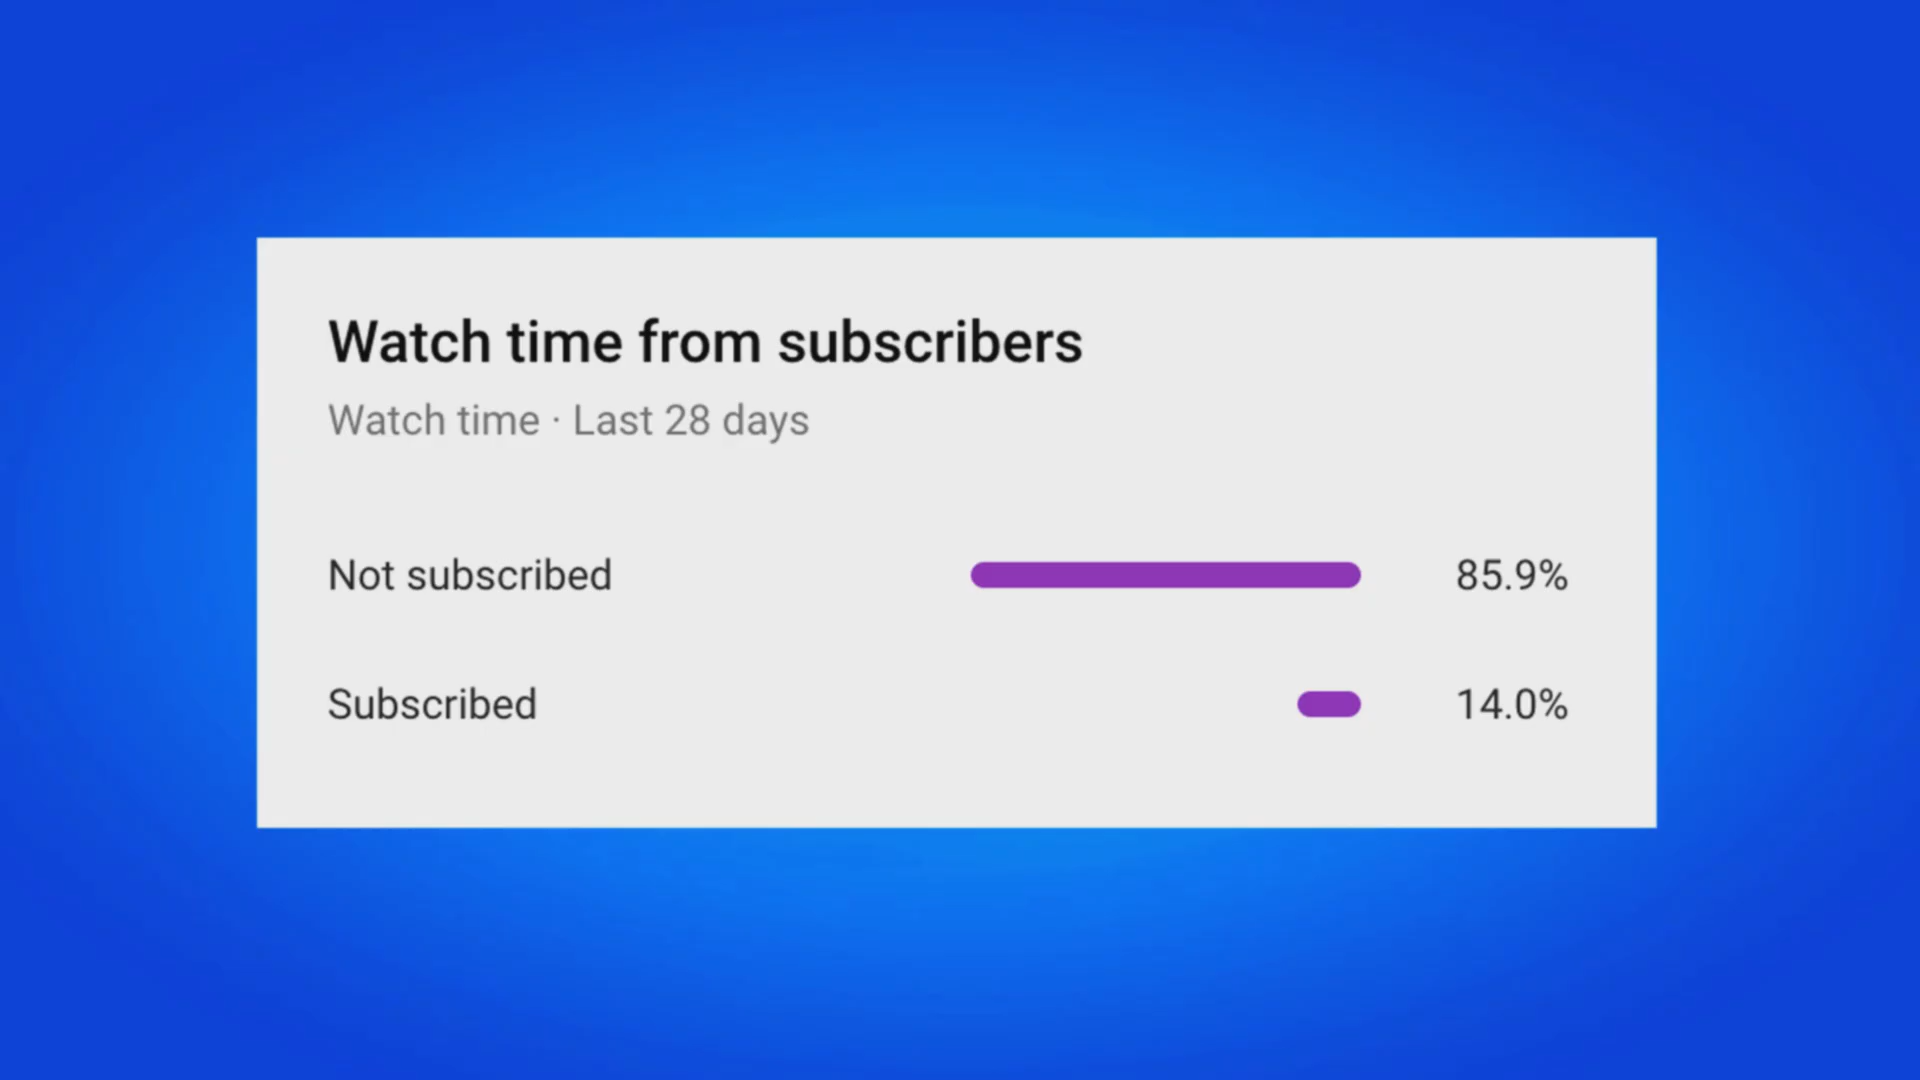 Watch time from subscribers
Watch time · Last 28 days
Not subscribed 85.9%
Subscribed 14.0%